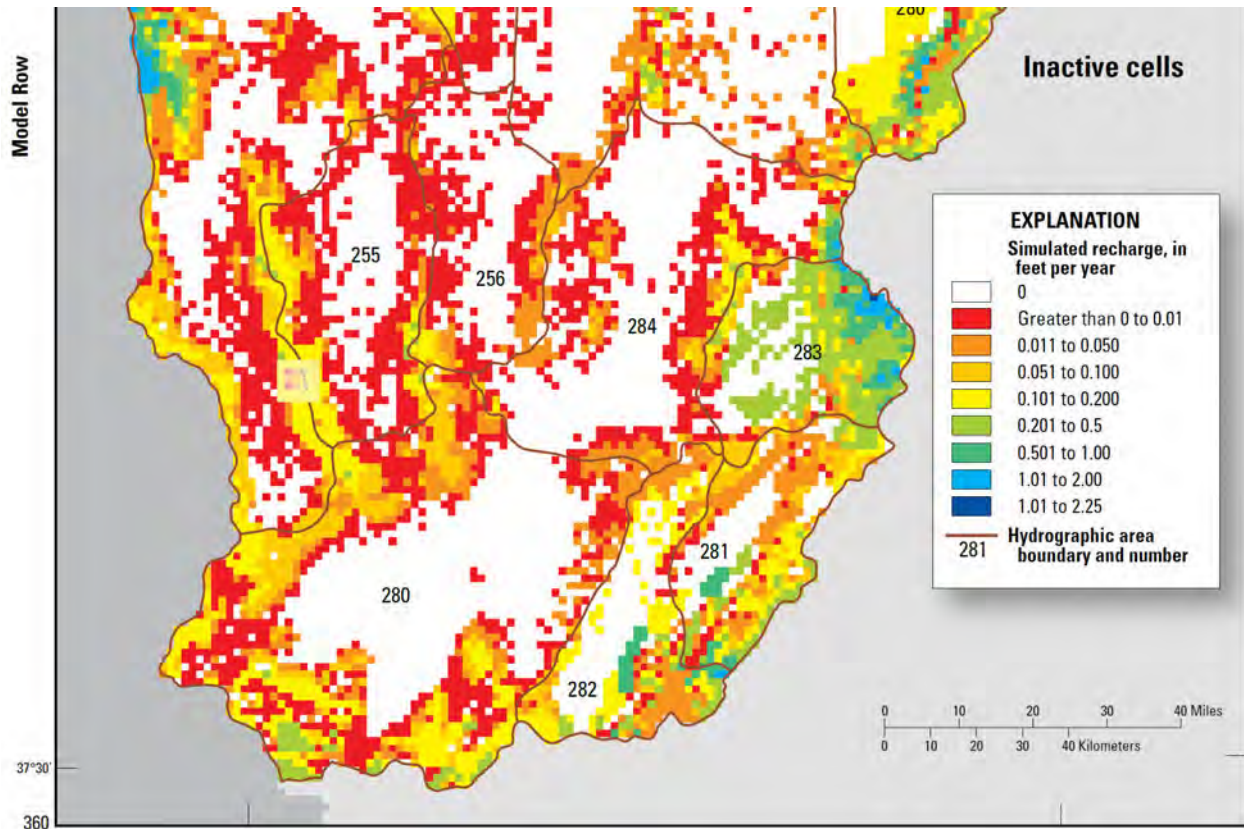 286
Model Row
Inactive cells
EXPLANATION
Simulated recharge, in
feet per year
0
Greater than 0 to 0.01
0.011 to 0.050
0.051 to 0.100
0.101 to 0.200
0.201 to 0.5
0.501 to 1.00
1.01 to 2.00
1.01 to 2.25
281 Hydrographic area
boundary and number
255
256
284
283
281
280
282
0 10 20 30 40 Miles
0 10 20 30 40 Kilometers
37°30'
360